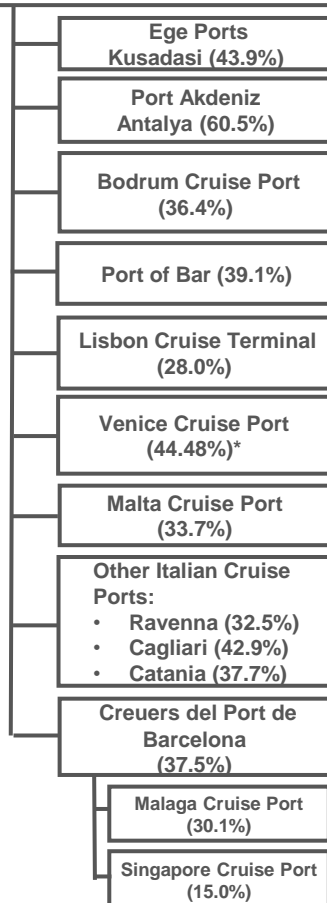 Ege Ports
Kusadasi (43.9%)
Port Akdeniz
Antalya (60.5%)
Bodrum Cruise Port
(36.4%)
Port of Bar (39.1%)
Lisbon Cruise Terminal
(28.0%)
Venice Cruise Port
(44.48%)*
Malta Cruise Port
(33.7%)
Other Italian Cruise
Ports:
• Ravenna (32.5%)
• Cagliari (42.9%)
• Catania (37.7%)
Creuers del Port de
Barcelona
(37.5%)
Malaga Cruise Port
(30.1%)
Singapore Cruise Port
(15.0%)